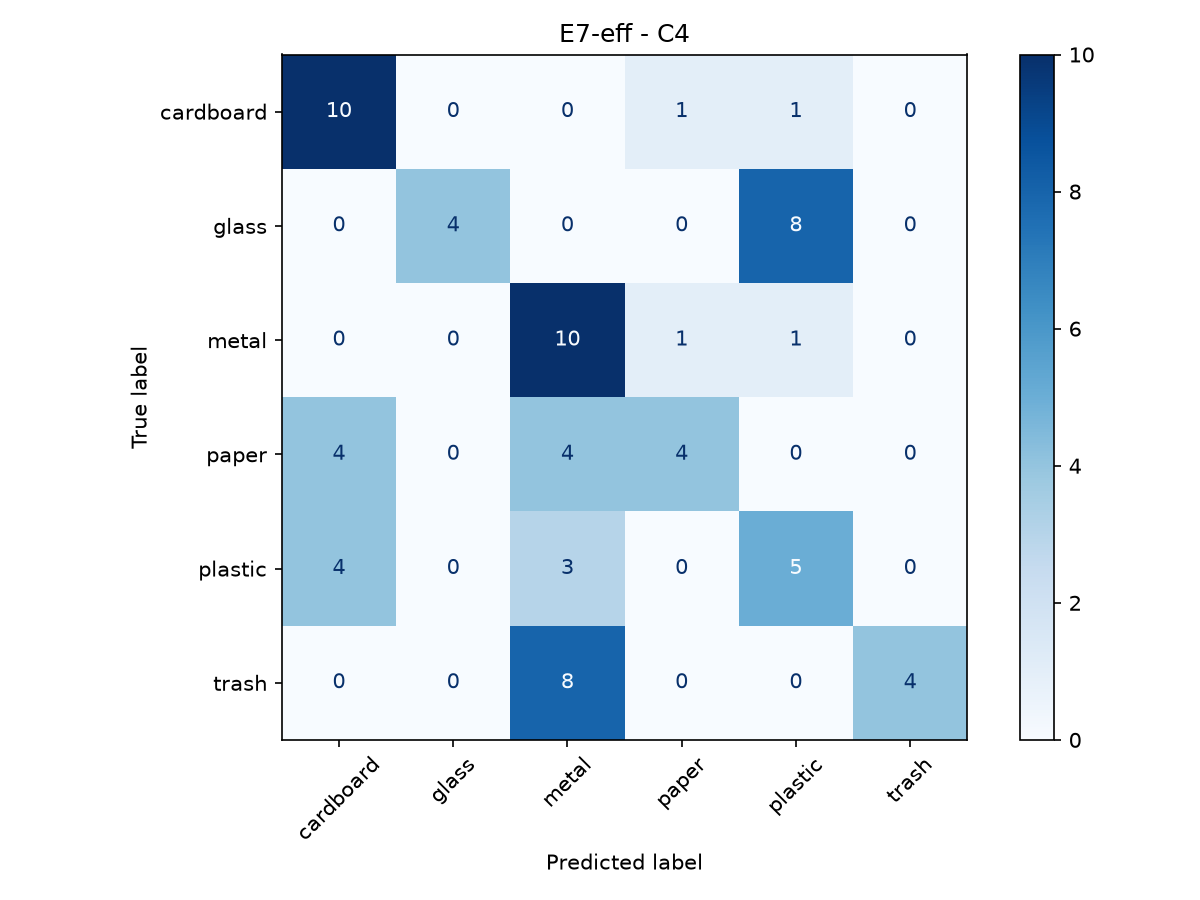 E7-eff - C4
cardboard 10 0 0 1 1 0
glass 0 4 0 0 8 0
metal 0 0 10 1 1 0
paper 4 0 4 4 0 0
plastic 4 0 3 0 5 0
trash 0 0 8 0 0 4
True label
cardboard glass metal paper plastic trash
Predicted label
10
8
6
4
2
0